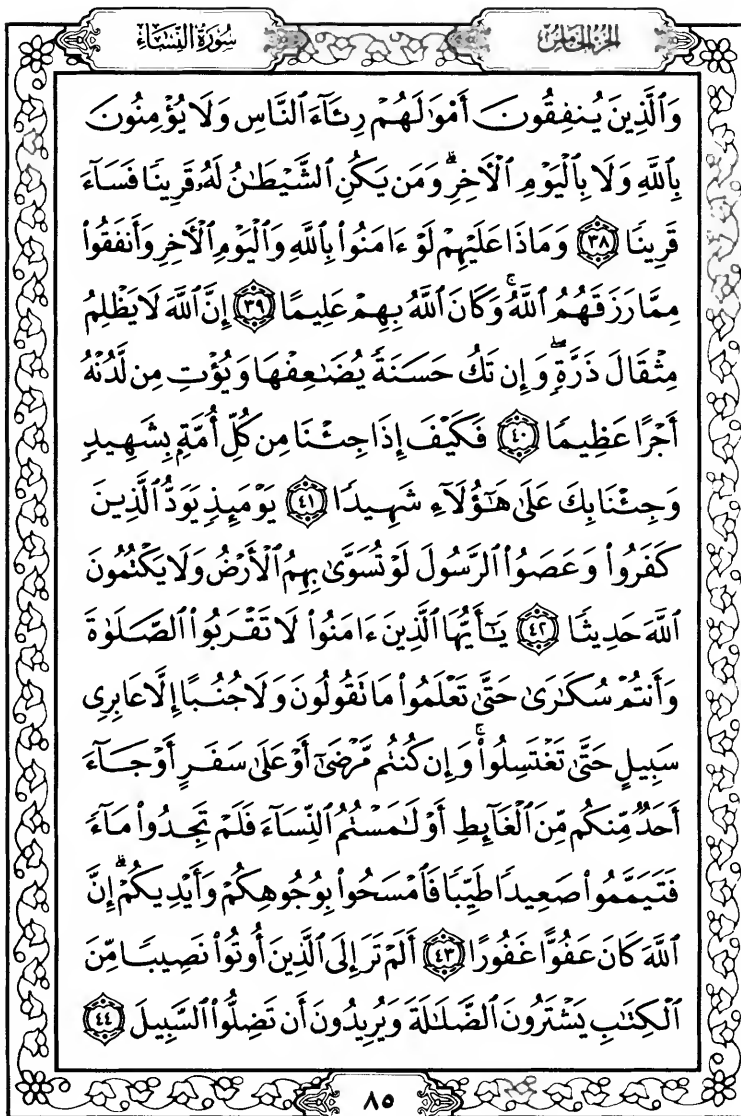 سُورَةُ النِّسَاءِ
الجُزْءُ الخَامِسُ
وَٱلَّذِينَ يُنفِقُونَ أَمْوَٰلَهُمْ رِئَآءَ ٱلنَّاسِ وَلَا يُؤْمِنُونَ
بِٱللَّهِ وَلَا بِٱلْيَوْمِ ٱلْأَخِرِ ۗ وَمَن يَكُنِ ٱلشَّيْطَٰنُ لَهُۥ قَرِينًا فَسَآءَ
قَرِينًا ﴿٣٨﴾ وَمَاذَا عَلَيْهِمْ لَوْ ءَامَنُوا۟ بِٱللَّهِ وَٱلْيَوْمِ ٱلْأَخِرِ وَأَنفَقُوا۟
مِمَّا رَزَقَهُمُ ٱللَّهُ ۚ وَكَانَ ٱللَّهُ بِهِمْ عَلِيمًا ﴿٣٩﴾ إِنَّ ٱللَّهَ لَا يَظْلِمُ
مِثْقَالَ ذَرَّةٍ ۖ وَإِن تَكُ حَسَنَةً يُضَٰعِفْهَا وَيُؤْتِ مِن لَّدُنْهُ
أَجْرًا عَظِيمًا ﴿٤٠﴾ فَكَيْفَ إِذَا جِئْنَا مِن كُلِّ أُمَّةٍۭ بِشَهِيدٍ
وَجِئْنَا بِكَ عَلَىٰ هَٰٓؤُلَآءِ شَهِيدًا ﴿٤١﴾ يَوْمَئِذٍ يَوَدُّ ٱلَّذِينَ
كَفَرُوا۟ وَعَصَوُا۟ ٱلرَّسُولَ لَوْ تُسَوَّىٰ بِهِمُ ٱلْأَرْضُ وَلَا يَكْتُمُونَ
ٱللَّهَ حَدِيثًا ﴿٤٢﴾ يَٰٓأَيُّهَا ٱلَّذِينَ ءَامَنُوا۟ لَا تَقْرَبُوا۟ ٱلصَّلَوٰةَ
وَأَنتُمْ سُكَٰرَىٰ حَتَّىٰ تَعْلَمُوا۟ مَا تَقُولُونَ وَلَا جُنُبًا إِلَّا عَابِرِى
سَبِيلٍ حَتَّىٰ تَغْتَسِلُوا۟ ۚ وَإِن كُنتُم مَّرْضَىٰٓ أَوْ عَلَىٰ سَفَرٍ أَوْ جَآءَ
أَحَدٌ مِّنكُم مِّنَ ٱلْغَآئِطِ أَوْ لَٰمَسْتُمُ ٱلنِّسَآءَ فَلَمْ تَجِدُوا۟ مَآءً
فَتَيَمَّمُوا۟ صَعِيدًا طَيِّبًا فَٱمْسَحُوا۟ بِوُجُوهِكُمْ وَأَيْدِيكُمْ ۗ إِنَّ
ٱللَّهَ كَانَ عَفُوًّا غَفُورًا ﴿٤٣﴾ أَلَمْ تَرَ إِلَى ٱلَّذِينَ أُوتُوا۟ نَصِيبًا مِّنَ
ٱلْكِتَٰبِ يَشْتَرُونَ ٱلضَّلَٰلَةَ وَيُرِيدُونَ أَن تَضِلُّوا۟ ٱلسَّبِيلَ ﴿٤٤﴾
٨٥